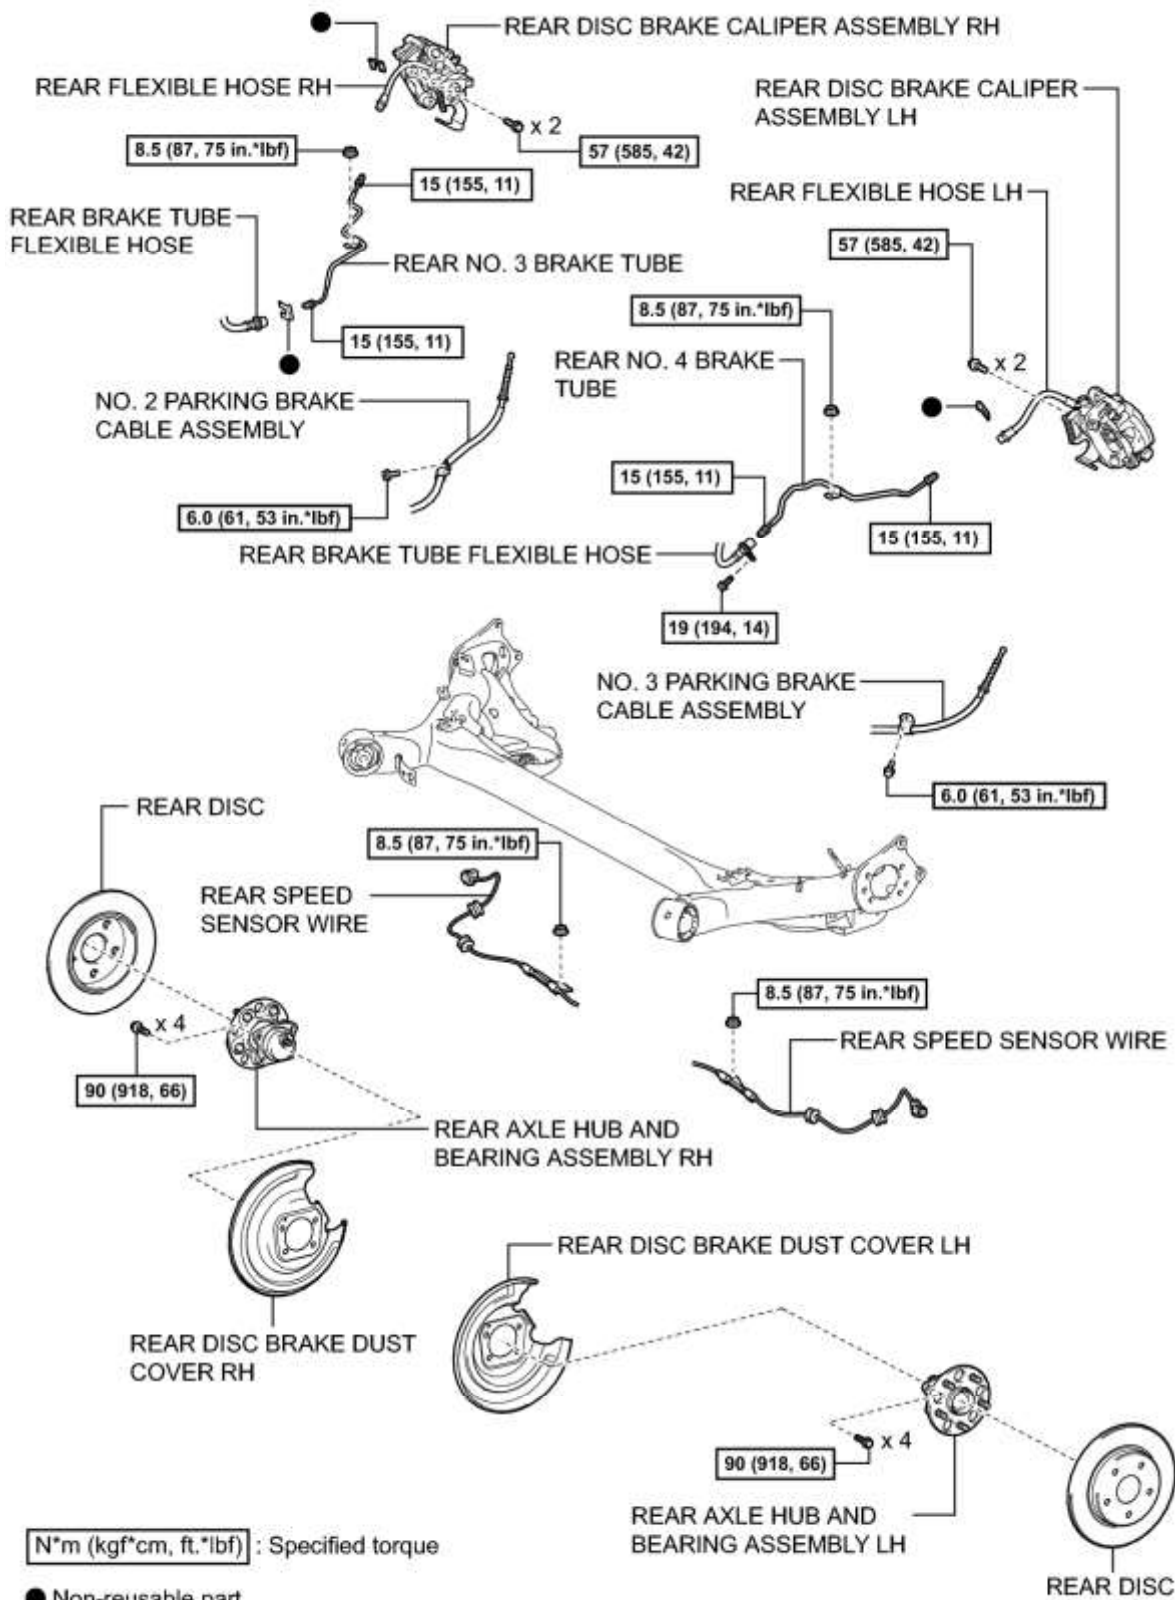 REAR DISC BRAKE CALIPER ASSEMBLY RH
REAR FLEXIBLE HOSE RH
x 2
57 (585, 42)
8.5 (87, 75 in.*lbf)
15 (155, 11)
REAR BRAKE TUBE
FLEXIBLE HOSE
REAR NO. 3 BRAKE TUBE
15 (155, 11)
REAR DISC BRAKE CALIPER
ASSEMBLY LH
REAR FLEXIBLE HOSE LH
57 (585, 42)
x 2
8.5 (87, 75 in.*lbf)
REAR NO. 4 BRAKE
TUBE
NO. 2 PARKING BRAKE
CABLE ASSEMBLY
6.0 (61, 53 in.*lbf)
15 (155, 11)
15 (155, 11)
REAR BRAKE TUBE FLEXIBLE HOSE
19 (194, 14)
NO. 3 PARKING BRAKE
CABLE ASSEMBLY
6.0 (61, 53 in.*lbf)
REAR DISC
8.5 (87, 75 in.*lbf)
REAR SPEED
SENSOR WIRE
x 4
90 (918, 66)
8.5 (87, 75 in.*lbf)
REAR SPEED SENSOR WIRE
REAR AXLE HUB AND
BEARING ASSEMBLY RH
REAR DISC BRAKE DUST
COVER RH
REAR DISC BRAKE DUST COVER LH
x 4
90 (918, 66)
REAR AXLE HUB AND
BEARING ASSEMBLY LH
REAR DISC
N*m (kgf*cm, ft.*lbf) : Specified torque
Non-reusable part